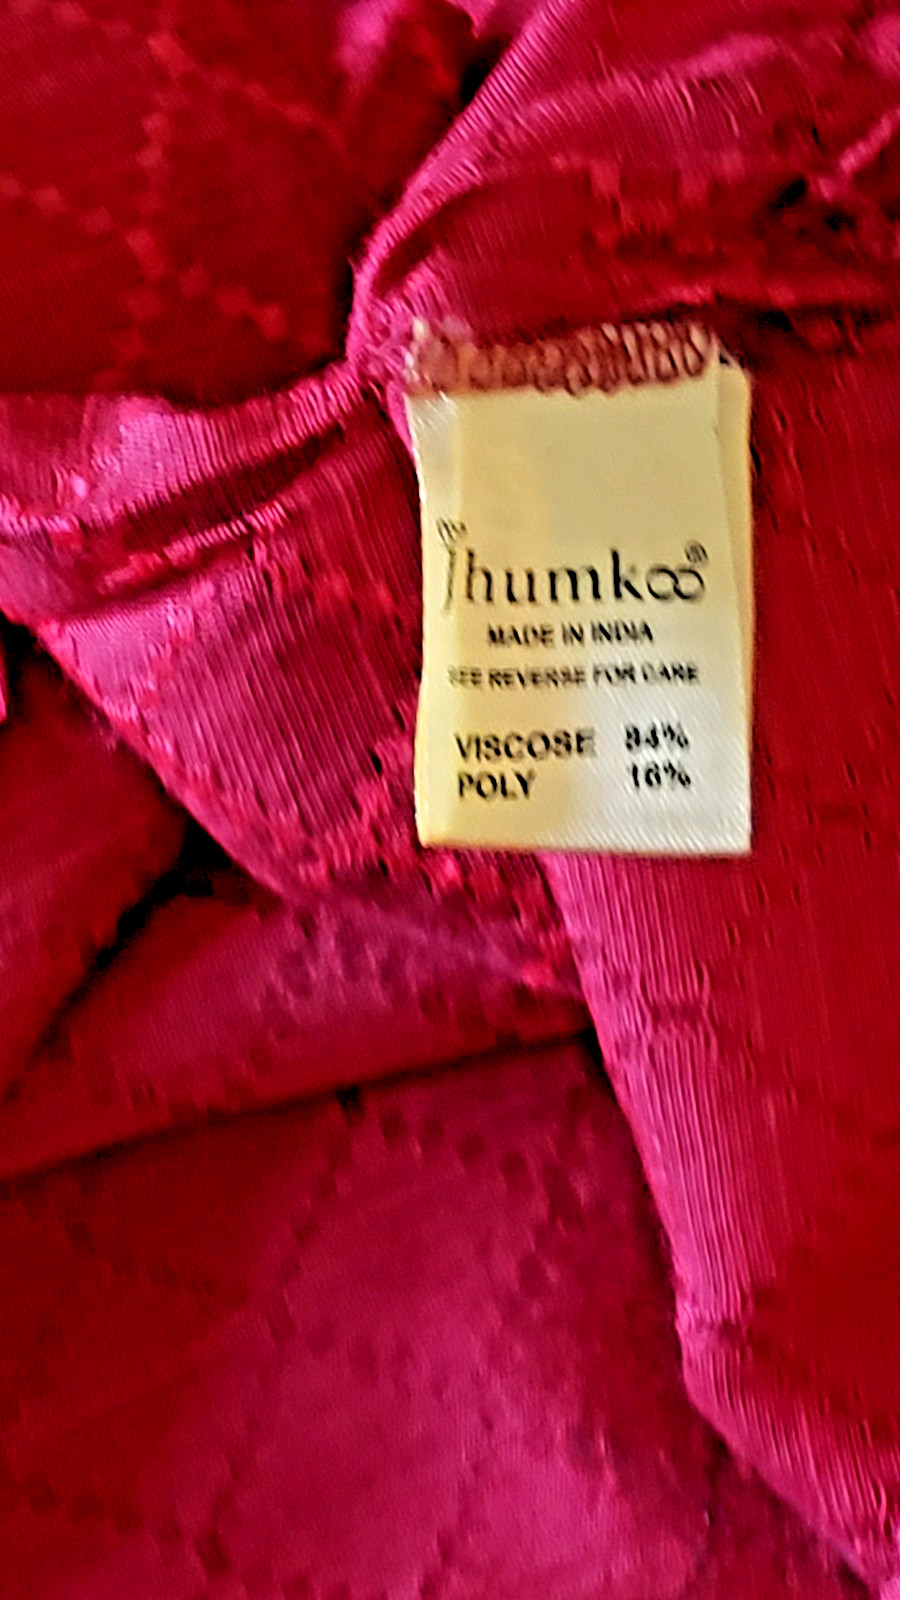 Jhumkoo®
MADE IN INDIA
SEE REVERSE FOR CARE
VISCOSE 84%
POLY 16%